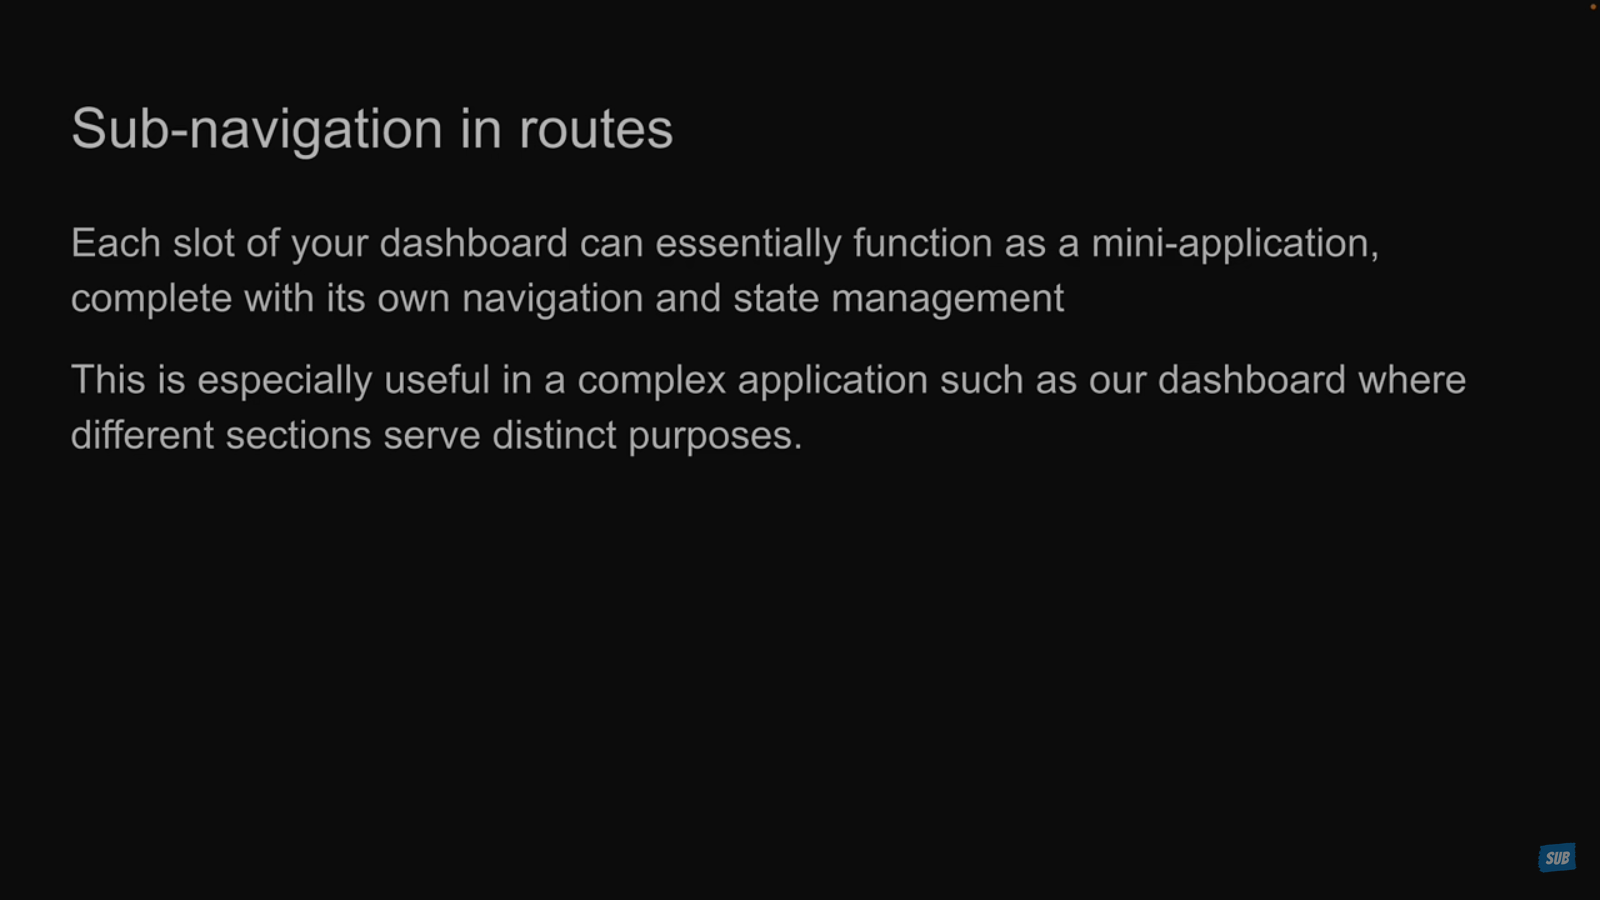 Sub-navigation in routes
Each slot of your dashboard can essentially function as a mini-application,
complete with its own navigation and state management
This is especially useful in a complex application such as our dashboard where
different sections serve distinct purposes.
SUB